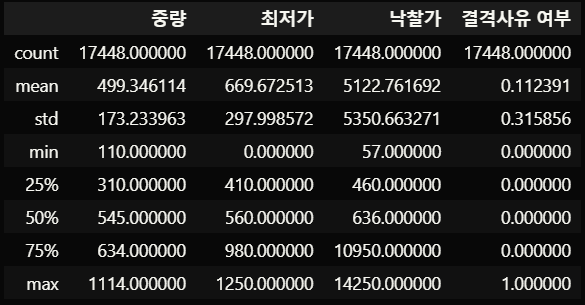 중량 최저가 낙찰가 결격사유 여부
count 17448.000000 17448.000000 17448.000000 17448.000000
mean 499.346114 669.672513 5122.761692 0.112391
std 173.233963 297.998572 5350.663271 0.315856
min 110.000000 0.000000 57.000000 0.000000
25% 310.000000 410.000000 460.000000 0.000000
50% 545.000000 560.000000 636.000000 0.000000
75% 634.000000 980.000000 10950.000000 0.000000
max 1114.000000 1250.000000 14250.000000 1.000000